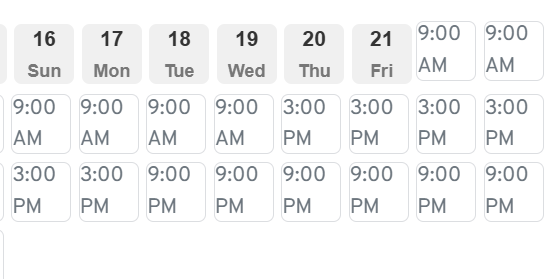 16 17 18 19 20 21 9:00 9:00
Sun Mon Tue Wed Thu Fri AM AM
9:00 9:00 9:00 9:00 3:00 3:00 3:00 3:00
AM AM AM AM PM PM PM PM
3:00 3:00 9:00 9:00 9:00 9:00 9:00 9:00
PM PM PM PM PM PM PM PM